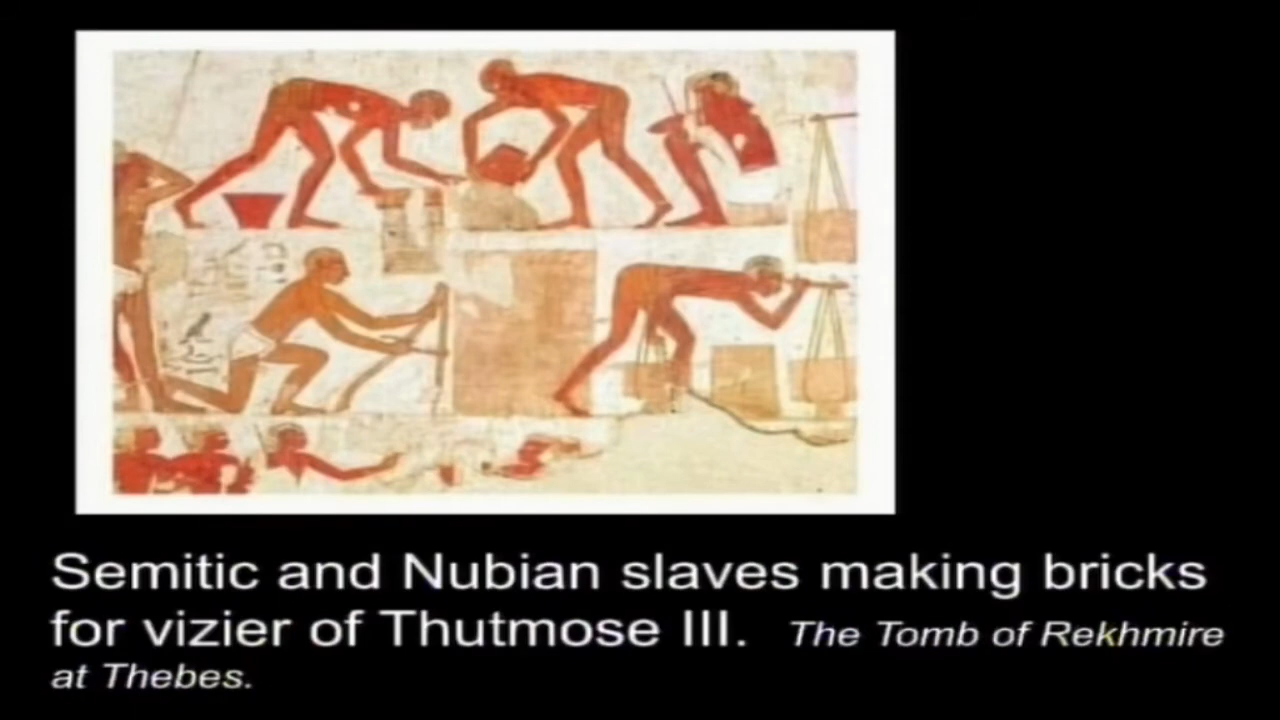 Semitic and Nubian slaves making bricks
for vizier of Thutmose III. The Tomb of Rekhmire
at Thebes.